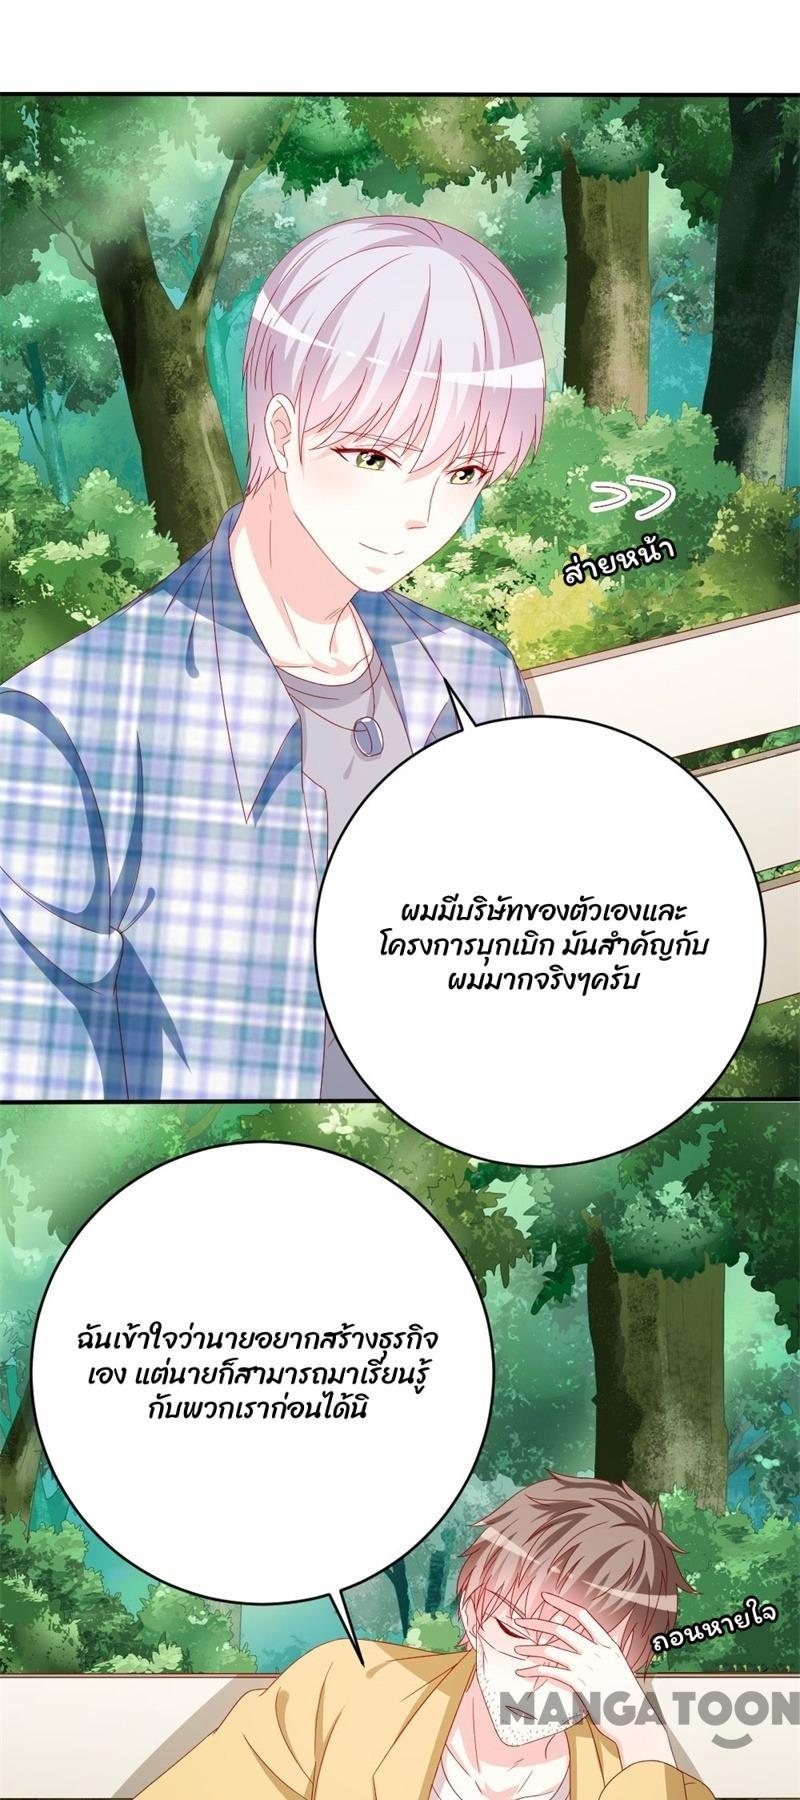 ส่ายหน้า
ผมมีบริษัทของตัวเองและ
โครงการบุกเบิก มันสำคัญกับ
ผมมากจริงๆครับ
ฉันเข้าใจว่านายอยากสร้างธุรกิจ
เอง แต่นายก็สามารถมาเรียนรู้
กับพวกเราก่อนได้นิ
ถอนหายใจ
MANGATOON